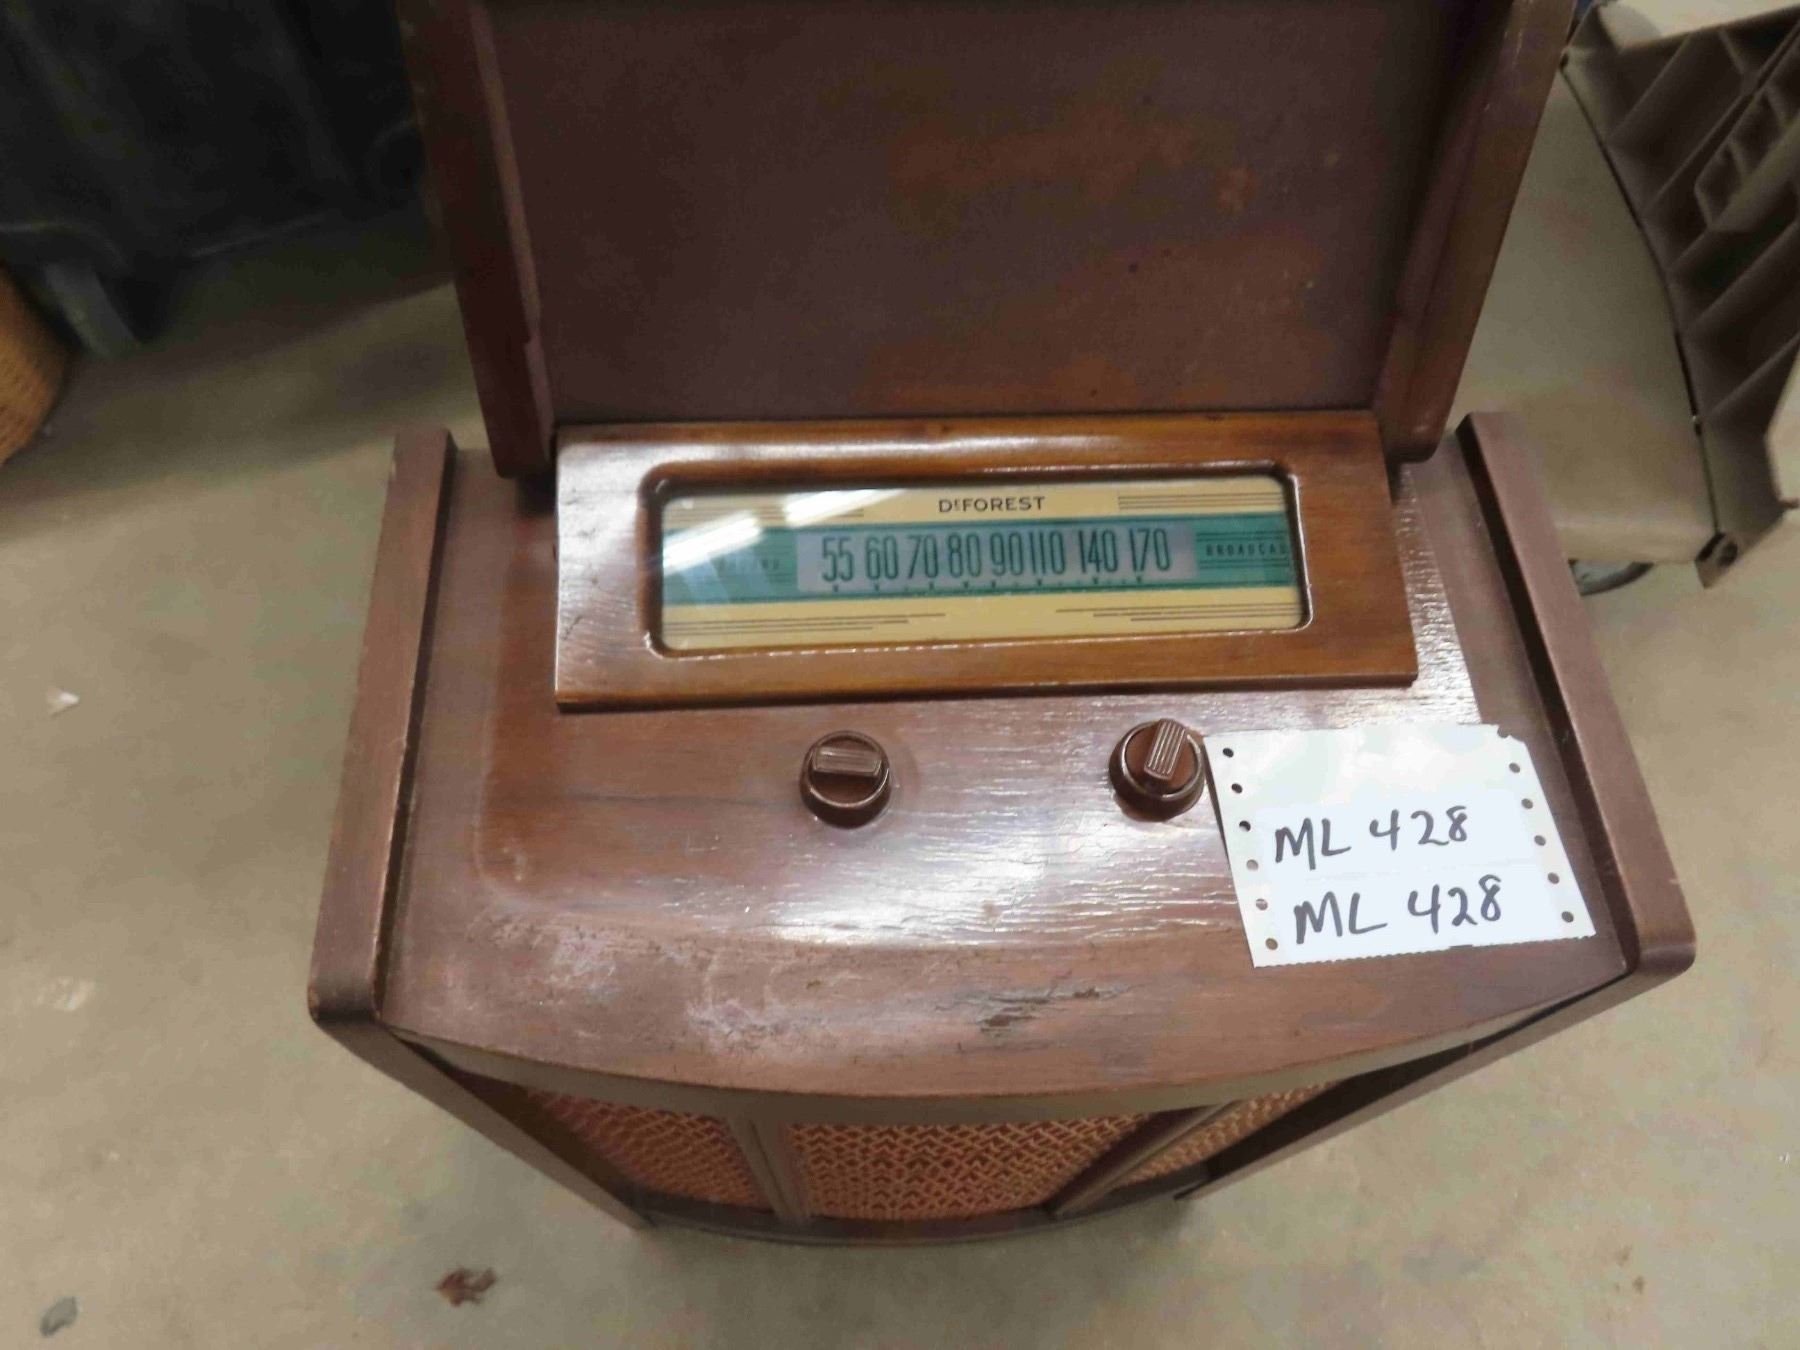 DeFOREST
55 60 70 80 90 110 140 170
BROADCAS
ML 428
ML 428